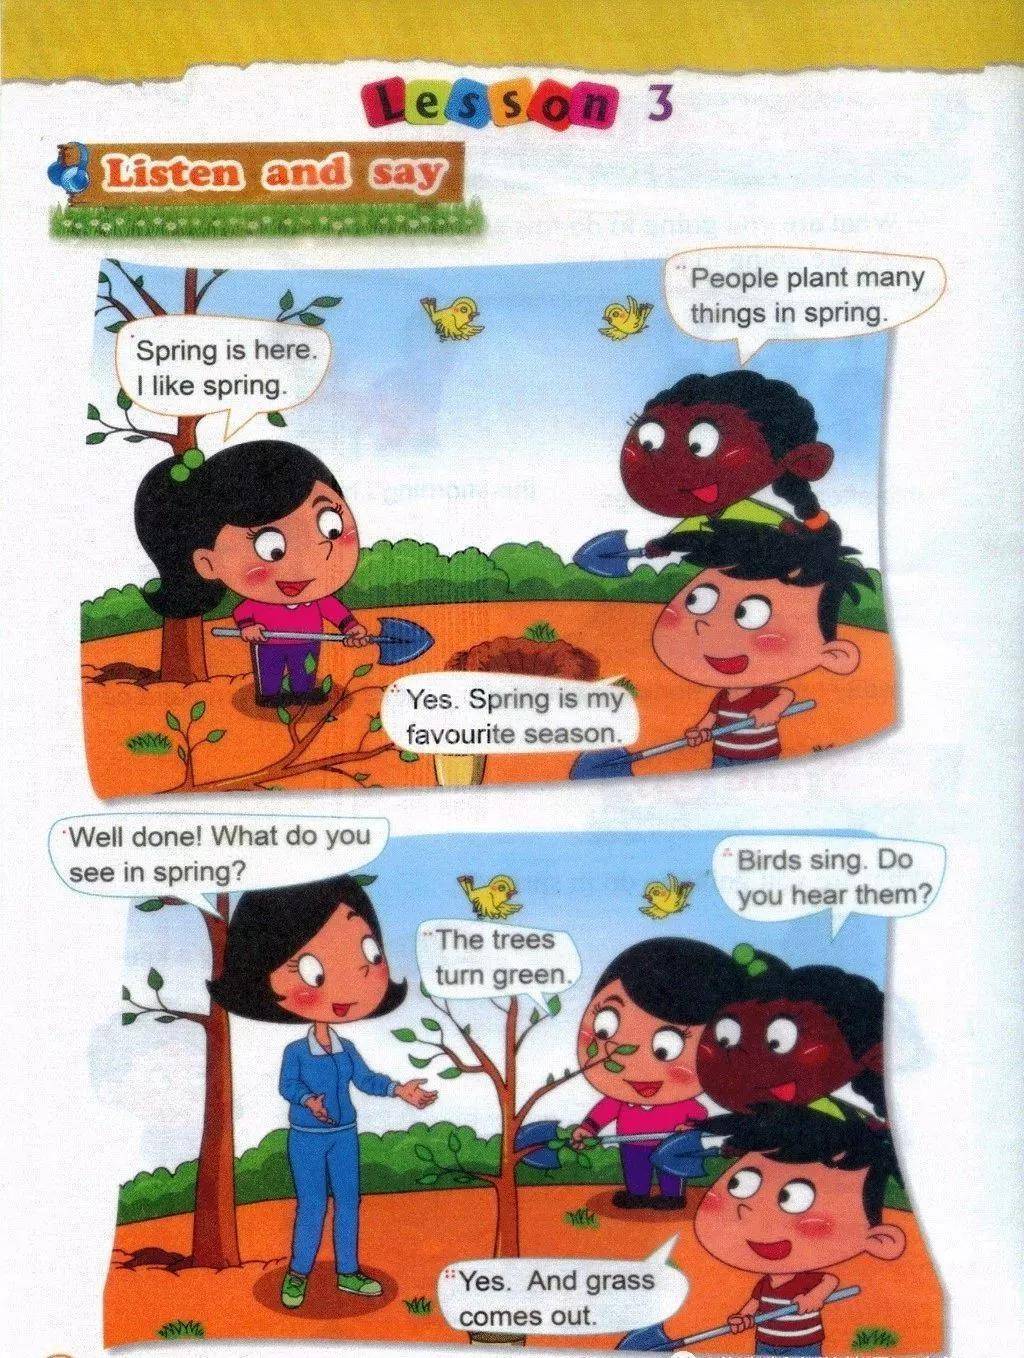 Lesson 3
Listen and say
Spring is here.
I like spring.
People plant many
things in spring.
Yes. Spring is my
favourite season.
Well done! What do you
see in spring?
The trees
turn green.
Birds sing. Do
you hear them?
Yes. And grass
comes out.